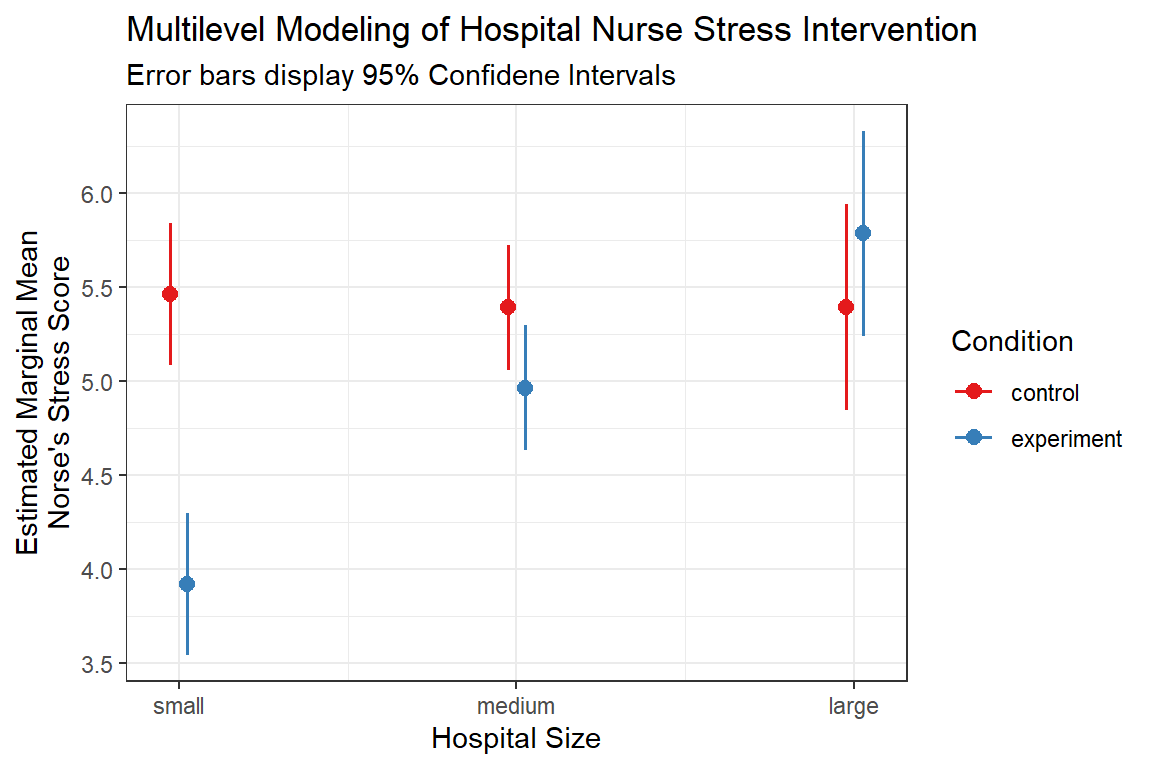 Multilevel Modeling of Hospital Nurse Stress Intervention
Error bars display 95% Confidene Intervals
Estimated Marginal Mean
Norse's Stress Score
6.0
5.5
5.0
4.5
4.0
3.5
small
medium
large
Hospital Size
Condition
control
experiment